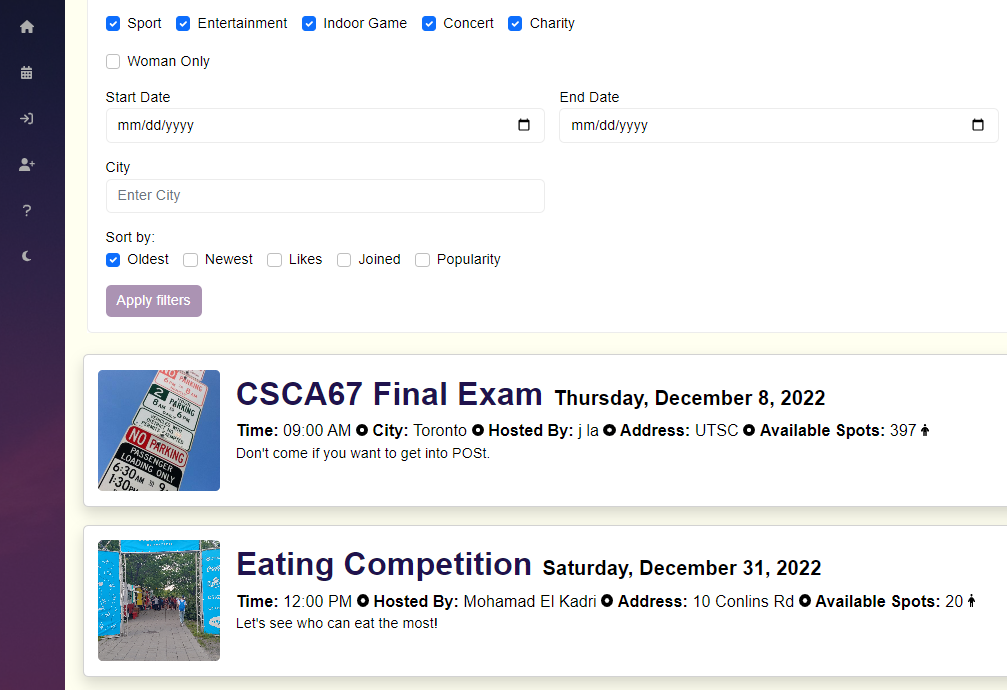 Sport Entertainment Indoor Game Concert Charity
Woman Only
Start Date
End Date
mm/dd/yyyy
mm/dd/yyyy
City
Enter City
Sort by:
Oldest Newest Likes Joined Popularity
Apply filters
NO PARKING
2
PARKING
8AM TO 6PM
NO PARKING
PASSENGER
LOADING ONLY
6:30AM
1:30PM
CSCA67 Final Exam Thursday, December 8, 2022
Time: 09:00 AM City: Toronto Hosted By: j la Address: UTSC Available Spots: 397
Don't come if you want to get into POSt.
Eating Competition Saturday, December 31, 2022
Time: 12:00 PM Hosted By: Mohamad El Kadri Address: 10 Conlins Rd Available Spots: 20
Let's see who can eat the most!